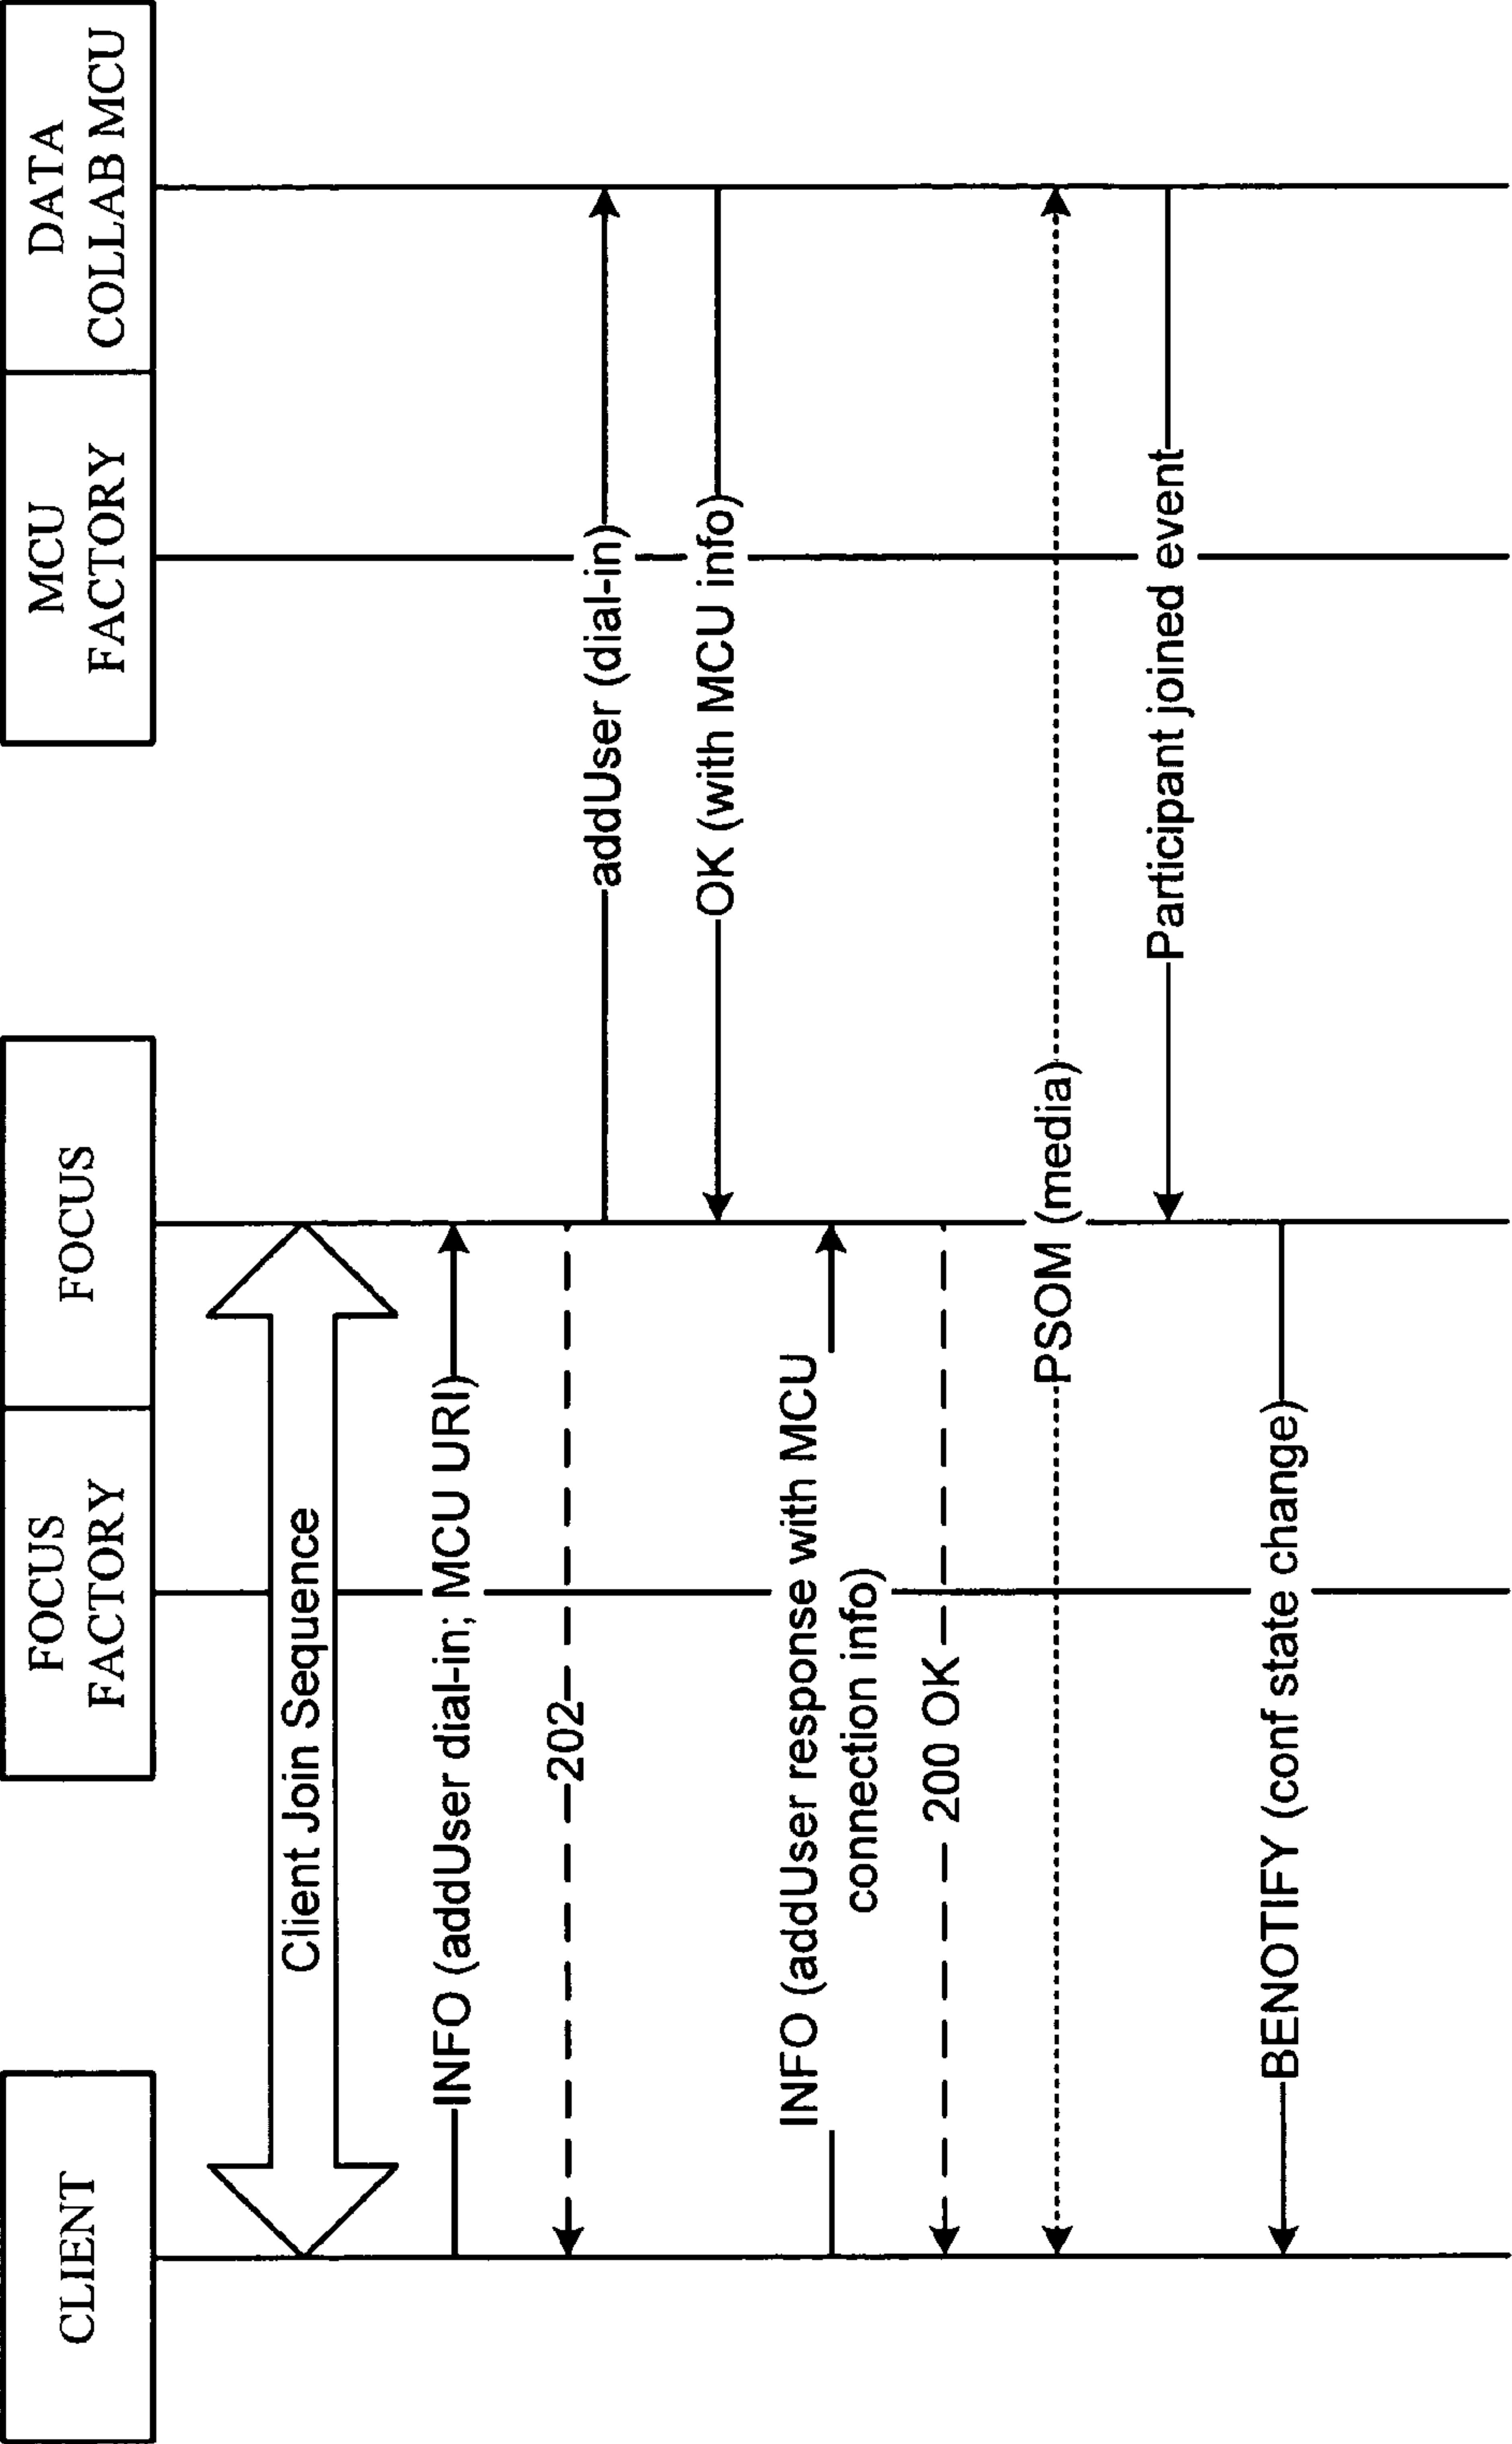 CLIENT
FOCUS
FACTORY
FOCUS
MCU
FACTORY
DATA
COLLAB MCU
Client Join Sequence
INFO (addUser dial-in; MCU URI)
202
addUser (dial-in)
OK (with MCU info)
INFO (addUser response with MCU
connection info)
200 OK
PSOM (media)
Participant joined event
BENOTIFY (conf state change)